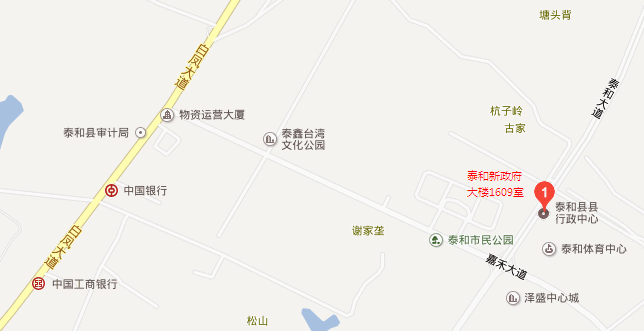 塘头背
白凤大道
泰和大道
杭子岭
古家
物资运营大厦
泰和县审计局
泰鑫台湾
文化公园
泰和新政府
大楼1609室
1
中国银行
泰和县县
行政中心
谢家垄
泰和市民公园
泰和体育中心
白凤大道
嘉禾大道
中国工商银行
泽盛中心城
松山